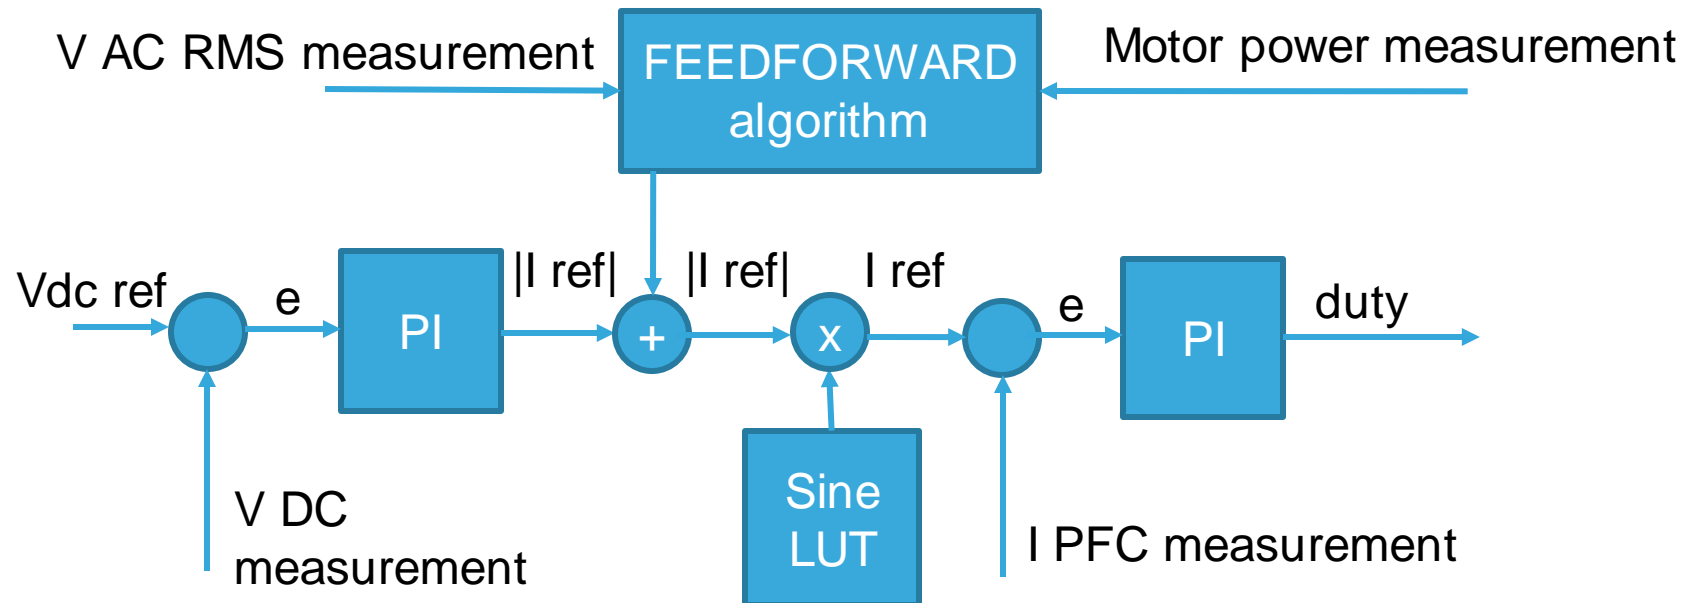 V AC RMS measurement
FEEDFORWARD
algorithm
Motor power measurement
Vdc ref
e
PI
|I ref|
+
|I ref|
x
I ref
e
PI
duty
V DC
measurement
Sine
LUT
I PFC measurement